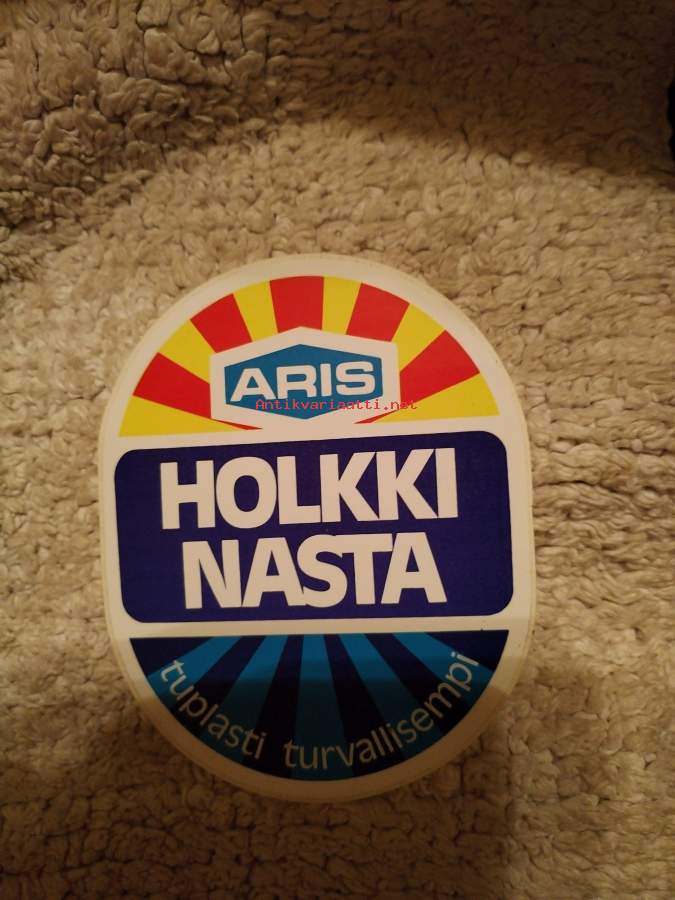 ARIS
Antikvariaatti.net
HOLKKI
NASTA
tuplasti turvallisempi